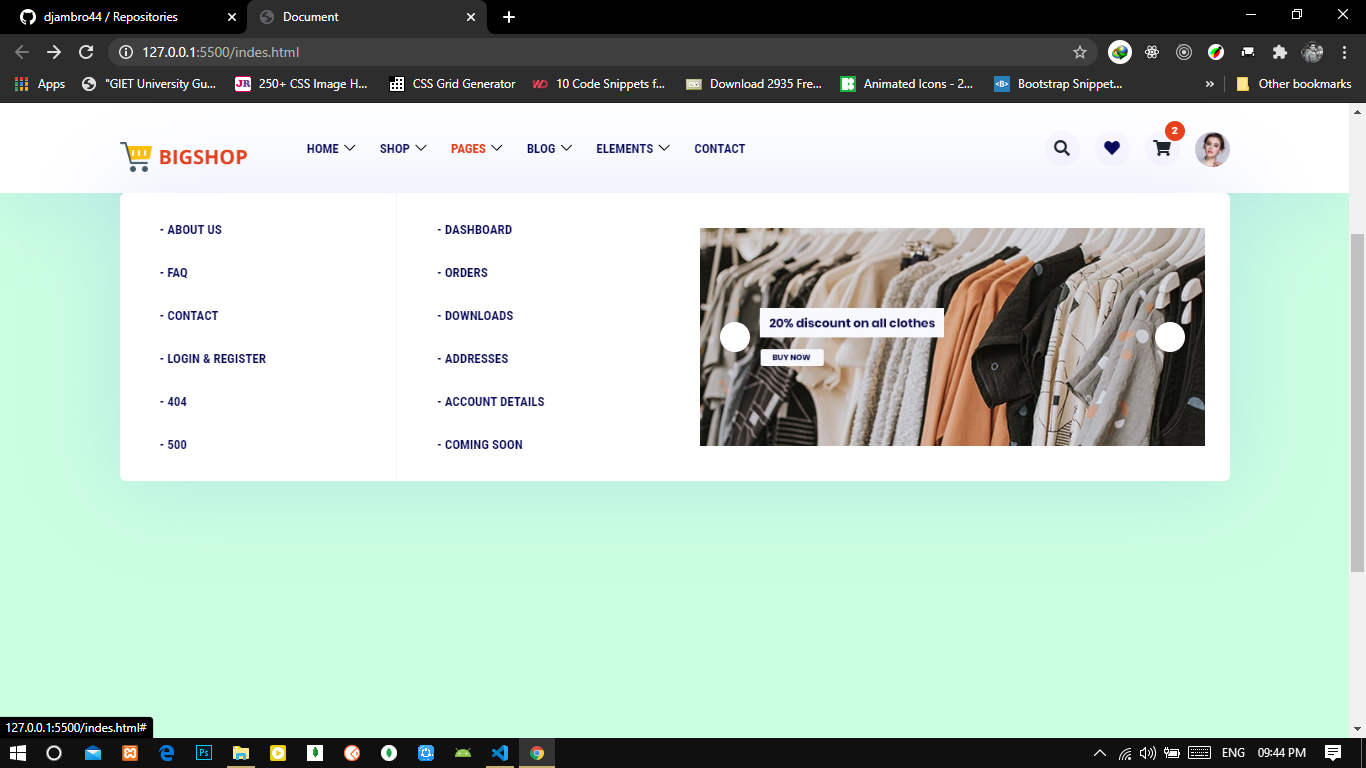 djambro44 / Repositories
Document
127.0.0.1:5500/indes.html
Apps
"GIET University Gu...
JR
250+ CSS Image H...
CSS Grid Generator
10 Code Snippets f...
Download 2935 Fre...
Animated Icons - 2...
<B>
Bootstrap Snippet...
»
Other bookmarks
BIGSHOP
HOME
SHOP
PAGES
BLOG
ELEMENTS
CONTACT
2
- ABOUT US
- FAQ
- CONTACT
- LOGIN & REGISTER
- 404
- 500
- DASHBOARD
- ORDERS
- DOWNLOADS
- ADDRESSES
- ACCOUNT DETAILS
- COMING SOON
20% discount on all clothes
BUY NOW
127.0.0.1:5500/indes.html#
Ps
ENG
09:44 PM